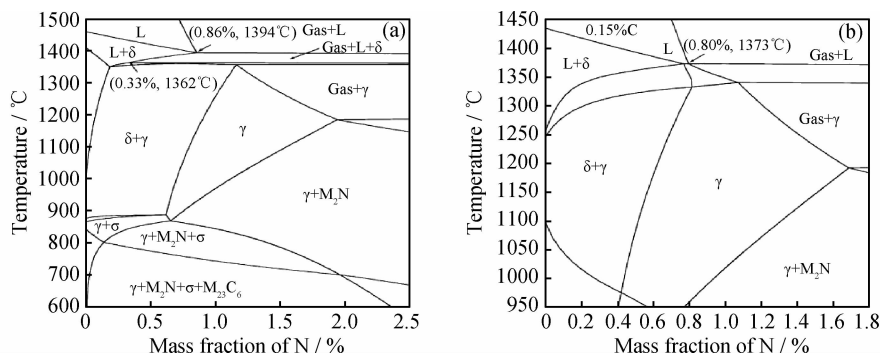 (a)
L
(0.86%, 1394℃)
Gas+L
L+δ
Gas+L+δ
(0.33%, 1362℃)
Gas+γ
δ+γ
γ
γ+M₂N
γ+σ
γ+M₂N+σ
γ+M₂N+σ+M₂₃C₆
1500
1400
1300
1200
1100
1000
900
800
700
600
Temperature / ℃
0
0.5
1.0
1.5
2.0
2.5
Mass fraction of N / %
(b)
0.15%C
L
(0.80%, 1373℃)
Gas+L
L+δ
Gas+γ
δ+γ
γ
γ+M₂N
1450
1400
1350
1300
1250
1200
1150
1100
1050
1000
950
Temperature / ℃
0
0.2
0.4
0.6
0.8
1.0
1.2
1.4
1.6
1.8
Mass fraction of N / %